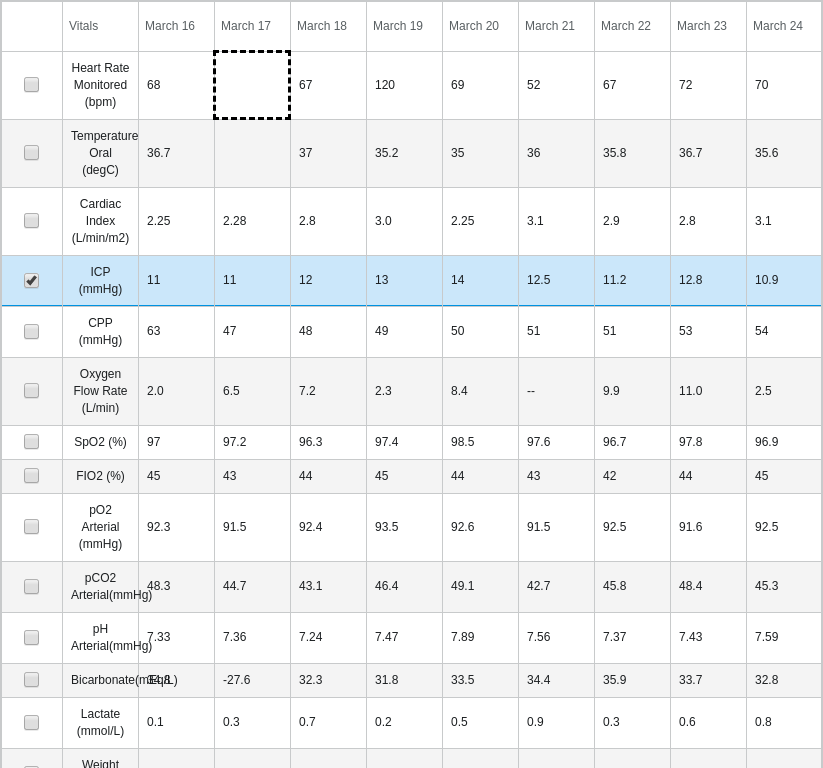 Vitals March 16 March 17 March 18 March 19 March 20 March 21 March 22 March 23 March 24
Heart Rate
Monitored
(bpm)
68 67 120 69 52 67 72 70
Temperature
Oral
(degC)
36.7 37 35.2 35 36 35.8 36.7 35.6
Cardiac
Index
(L/min/m2)
2.25 2.28 2.8 3.0 2.25 3.1 2.9 2.8 3.1
ICP
(mmHg)
11 11 12 13 14 12.5 11.2 12.8 10.9
CPP
(mmHg)
63 47 48 49 50 51 51 53 54
Oxygen
Flow Rate
(L/min)
2.0 6.5 7.2 2.3 8.4 -- 9.9 11.0 2.5
SpO2 (%) 97 97.2 96.3 97.4 98.5 97.6 96.7 97.8 96.9
FIO2 (%) 45 43 44 45 44 43 42 44 45
pO2
Arterial
(mmHg)
92.3 91.5 92.4 93.5 92.6 91.5 92.5 91.6 92.5
pCO2
Arterial(mmHg)
48.3 44.7 43.1 46.4 49.1 42.7 45.8 48.4 45.3
pH
Arterial(mmHg)
7.33 7.36 7.24 7.47 7.89 7.56 7.37 7.43 7.59
Bicarbonate(mEq/L) 34.8 -27.6 32.3 31.8 33.5 34.4 35.9 33.7 32.8
Lactate
(mmol/L)
0.1 0.3 0.7 0.2 0.5 0.9 0.3 0.6 0.8
Weight